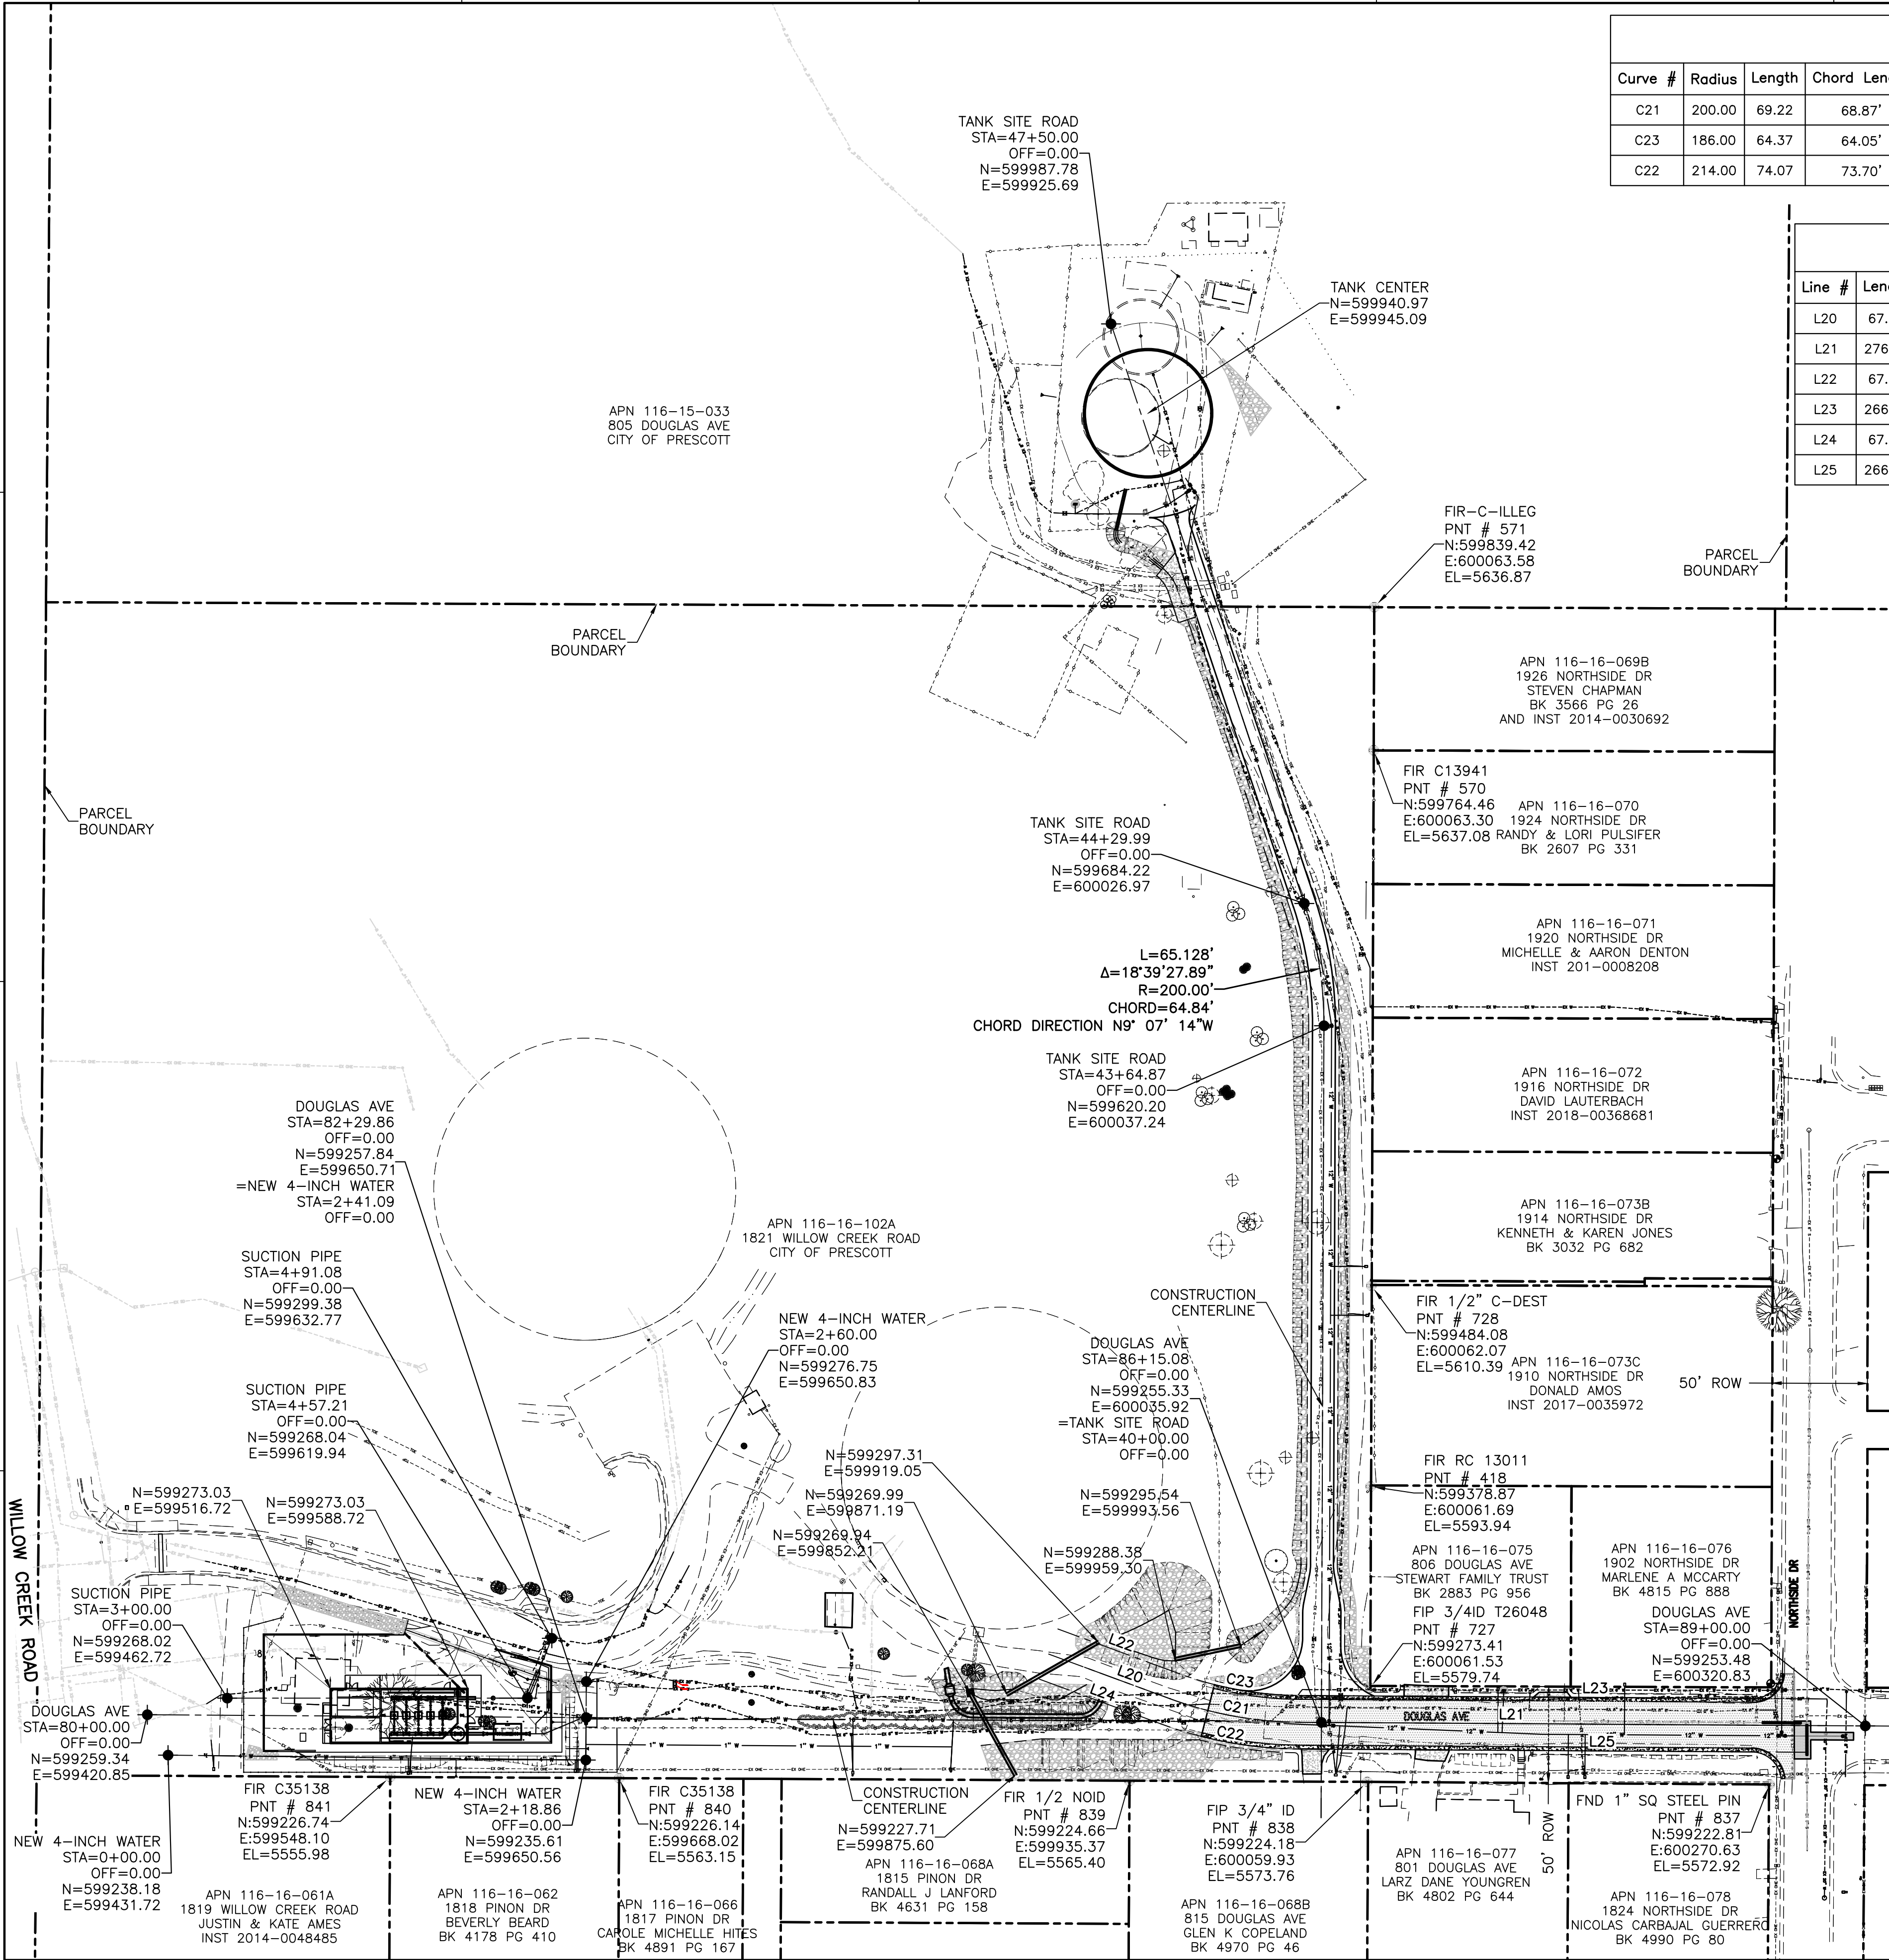 Curve #
Radius
Length
Chord Len
C21
200.00
69.22
68.87'
C23
186.00
64.37
64.05'
C22
214.00
74.07
73.70'
Line #
Len
L20
67.
L21
276
L22
67.
L23
266
L24
67.
L25
266
TANK SITE ROAD
STA=47+50.00
OFF=0.00
N=599987.78
E=599925.69
TANK CENTER
N=599940.97
E=599945.09
APN 116-15-033
805 DOUGLAS AVE
CITY OF PRESCOTT
FIR-C-ILLEG
PNT # 571
N:599839.42
E:600063.58
EL=5636.87
PARCEL
BOUNDARY
PARCEL
BOUNDARY
APN 116-16-069B
1926 NORTHSIDE DR
STEVEN CHAPMAN
BK 3566 PG 26
AND INST 2014-0030692
PARCEL
BOUNDARY
FIR C13941
PNT # 570
N:599764.46
E:600063.30
EL=5637.08
APN 116-16-070
1924 NORTHSIDE DR
RANDY & LORI PULSIFER
BK 2607 PG 331
TANK SITE ROAD
STA=44+29.99
OFF=0.00
N=599684.22
E=600026.97
APN 116-16-071
1920 NORTHSIDE DR
MICHELLE & AARON DENTON
INST 201-0008208
L=65.128'
Δ=18°39'27.89"
R=200.00'
CHORD=64.84'
CHORD DIRECTION N9° 07' 14"W
TANK SITE ROAD
STA=43+64.87
OFF=0.00
N=599620.20
E=600037.24
APN 116-16-072
1916 NORTHSIDE DR
DAVID LAUTERBACH
INST 2018-00368681
DOUGLAS AVE
STA=82+29.86
OFF=0.00
N=599257.84
E=599650.71
=NEW 4-INCH WATER
STA=2+41.09
OFF=0.00
APN 116-16-102A
1821 WILLOW CREEK ROAD
CITY OF PRESCOTT
APN 116-16-073B
1914 NORTHSIDE DR
KENNETH & KAREN JONES
BK 3032 PG 682
SUCTION PIPE
STA=4+91.08
OFF=0.00
N=599299.38
E=599632.77
NEW 4-INCH WATER
STA=2+60.00
OFF=0.00
N=599276.75
E=599650.83
CONSTRUCTION
CENTERLINE
DOUGLAS AVE
STA=86+15.08
OFF=0.00
N=599255.33
E=600035.92
=TANK SITE ROAD
STA=40+00.00
OFF=0.00
FIR 1/2" C-DEST
PNT # 728
N:599484.08
E:600062.07
EL=5610.39
APN 116-16-073C
1910 NORTHSIDE DR
DONALD AMOS
INST 2017-0035972
50' ROW
SUCTION PIPE
STA=4+57.21
OFF=0.00
N=599268.04
E=599619.94
N=599297.31
E=599919.05
N=599269.99
E=599871.19
N=599269.94
E=599852.21
N=599295.54
E=599993.56
N=599288.38
E=599959.30
FIR RC 13011
PNT # 418
N:599378.87
E:600061.69
EL=5593.94
N=599273.03
E=599516.72
N=599273.03
E=599588.72
WILLOW CREEK ROAD
APN 116-16-075
806 DOUGLAS AVE
STEWART FAMILY TRUST
BK 2883 PG 956
APN 116-16-076
1902 NORTHSIDE DR
MARLENE A MCCARTY
BK 4815 PG 888
NORTHSIDE DR
SUCTION PIPE
STA=3+00.00
OFF=0.00
N=599268.02
E=599462.72
FIP 3/4ID T26048
PNT # 727
N:599273.41
E:600061.53
EL=5579.74
DOUGLAS AVE
STA=89+00.00
OFF=0.00
N=599253.48
E=600320.83
L22
L20
C23
L24
C21
C22
L23
L21
L25
DOUGLAS AVE
DOUGLAS AVE
STA=80+00.00
OFF=0.00
N=599259.34
E=599420.85
NEW 4-INCH WATER
STA=0+00.00
OFF=0.00
N=599238.18
E=599431.72
FIR C35138
PNT # 841
N:599226.74
E:599548.10
EL=5555.98
NEW 4-INCH WATER
STA=2+18.86
OFF=0.00
N=599235.61
E=599650.56
FIR C35138
PNT # 840
N:599226.14
E:599668.02
EL=5563.15
CONSTRUCTION
CENTERLINE
N=599227.71
E=599875.60
FIR 1/2 NOID
PNT # 839
N:599224.66
E:599935.37
EL=5565.40
FIP 3/4" ID
PNT # 838
N:599224.18
E:600059.93
EL=5573.76
50' ROW
FND 1" SQ STEEL PIN
PNT # 837
N:599222.81
E:600270.63
EL=5572.92
APN 116-16-061A
1819 WILLOW CREEK ROAD
JUSTIN & KATE AMES
INST 2014-0048485
APN 116-16-062
1818 PINON DR
BEVERLY BEARD
BK 4178 PG 410
APN 116-16-066
1817 PINON DR
CAROLE MICHELLE HITES
BK 4891 PG 167
APN 116-16-068A
1815 PINON DR
RANDALL J LANFORD
BK 4631 PG 158
APN 116-16-068B
815 DOUGLAS AVE
GLEN K COPELAND
BK 4970 PG 46
APN 116-16-077
801 DOUGLAS AVE
LARZ DANE YOUNGREN
BK 4802 PG 644
APN 116-16-078
1824 NORTHSIDE DR
NICOLAS CARBAJAL GUERRERO
BK 4990 PG 80